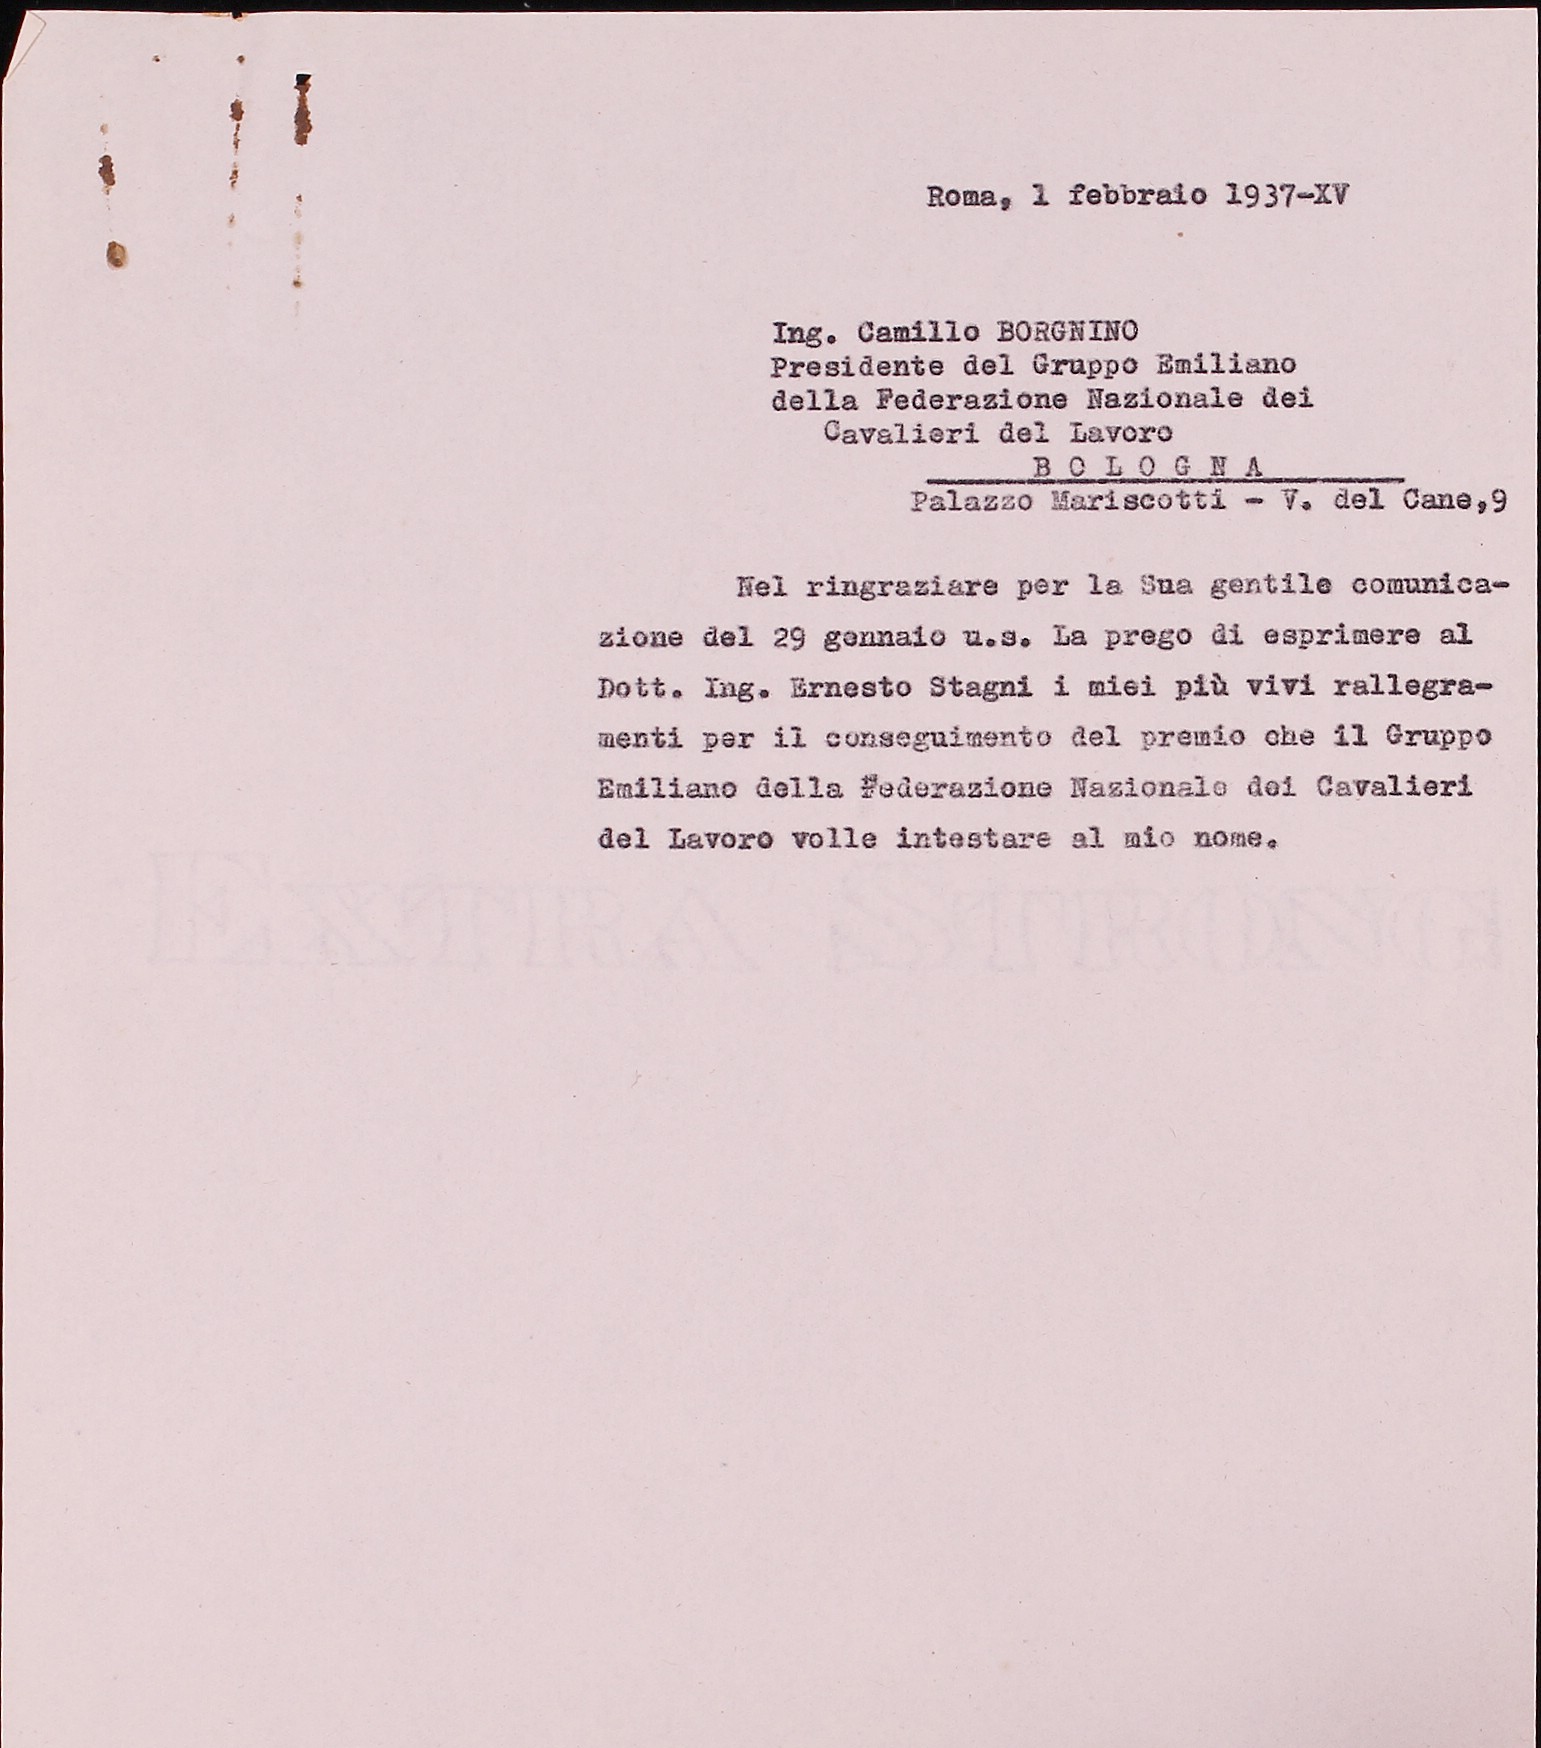 Roma, 1 febbraio 1937-XV
Ing. Camillo BORGNINO
Presidente del Gruppo Emiliano
della Federazione Nazionale dei
Cavalieri del Lavoro
B O L O G N A
Palazzo Mariscotti - V. del Cane,9
Nel ringraziare per la Sua gentile comunica-
zione del 29 gennaio u.s. La prego di esprimere al
Dott. Ing. Ernesto Stagni i miei più vivi rallegra-
menti per il conseguimento del premio che il Gruppo
Emiliano della Federazione Nazionale dei Cavalieri
del Lavoro volle intestare al mio nome.